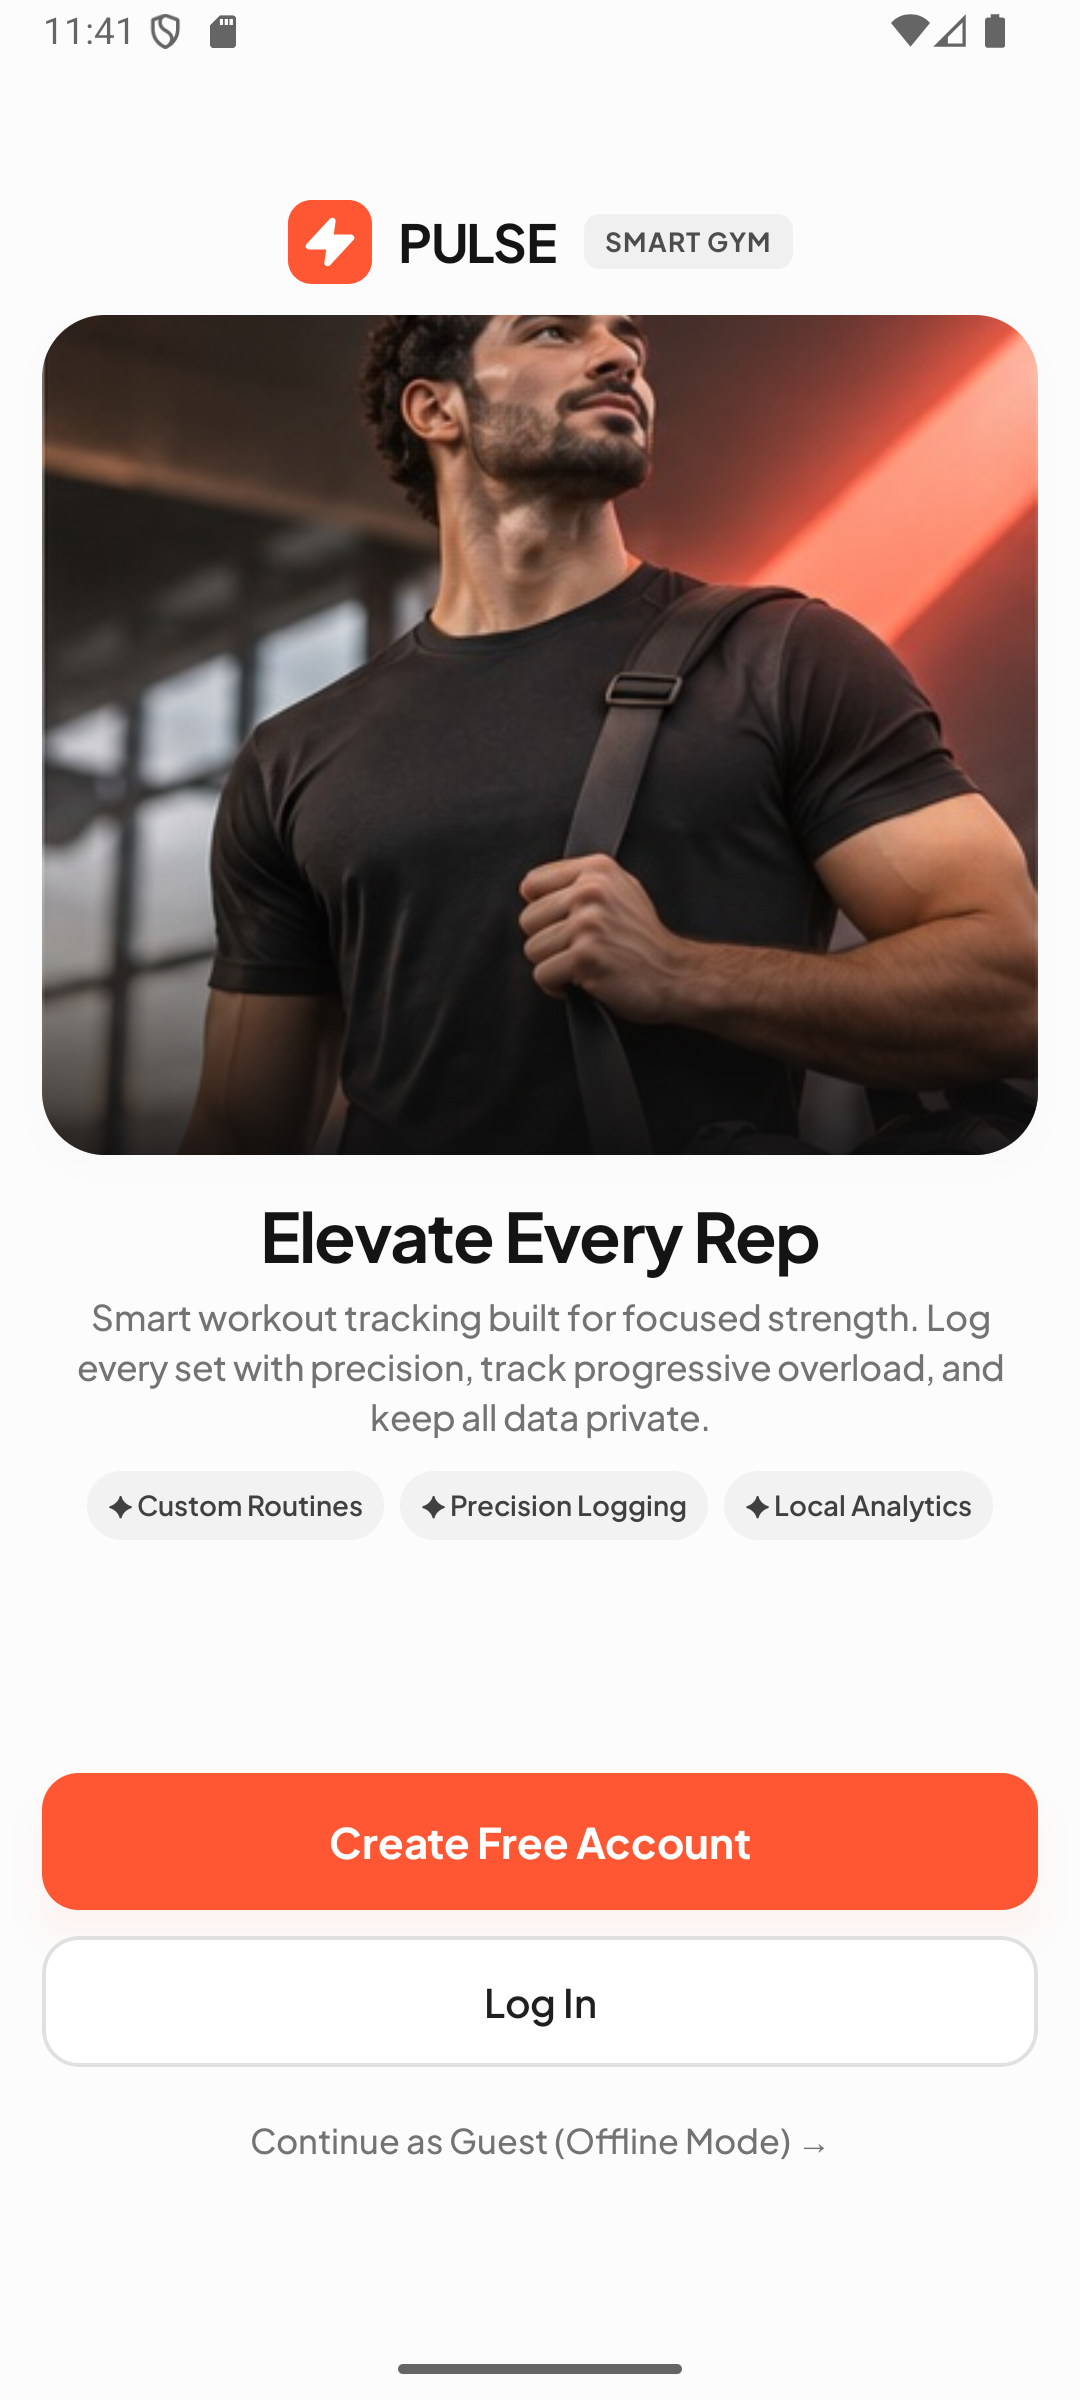 11:41
PULSE SMART GYM
Elevate Every Rep
Smart workout tracking built for focused strength. Log
every set with precision, track progressive overload, and
keep all data private.
✦ Custom Routines ✦ Precision Logging ✦ Local Analytics
Create Free Account
Log In
Continue as Guest (Offline Mode) →